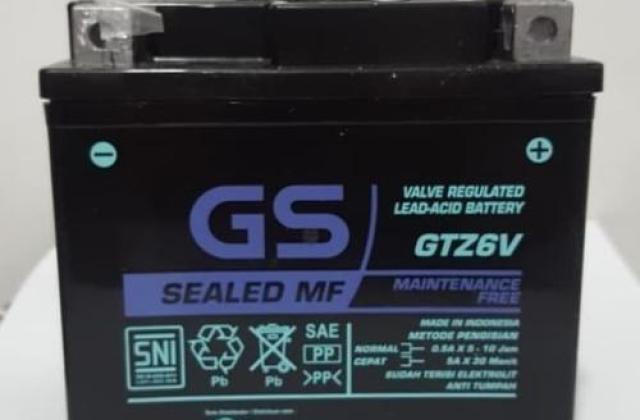 − +
GS
VALVE REGULATED
LEAD-ACID BATTERY
GTZ6V
SEALED MF
MAINTENANCE
FREE
SNI
Pb
Pb
SAE
PP
>PP<
MADE IN INDONESIA
METODE PENGISIAN
NORMAL 0.5A X 5 - 10 Jam
CEPAT 5A X 30 Menit
SUDAH TERISI ELEKTROLIT
ANTI TUMPAH